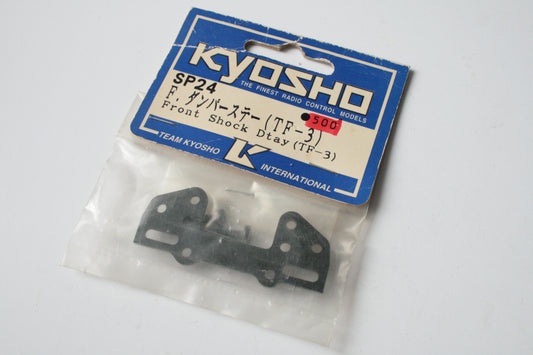 KYOSHO
THE FINEST RADIO CONTROL MODELS
SP24
F. ダンパーステー(TF-3)
●500
Front Shock Dtay(TF-3)
K
TEAM KYOSHO INTERNATIONAL